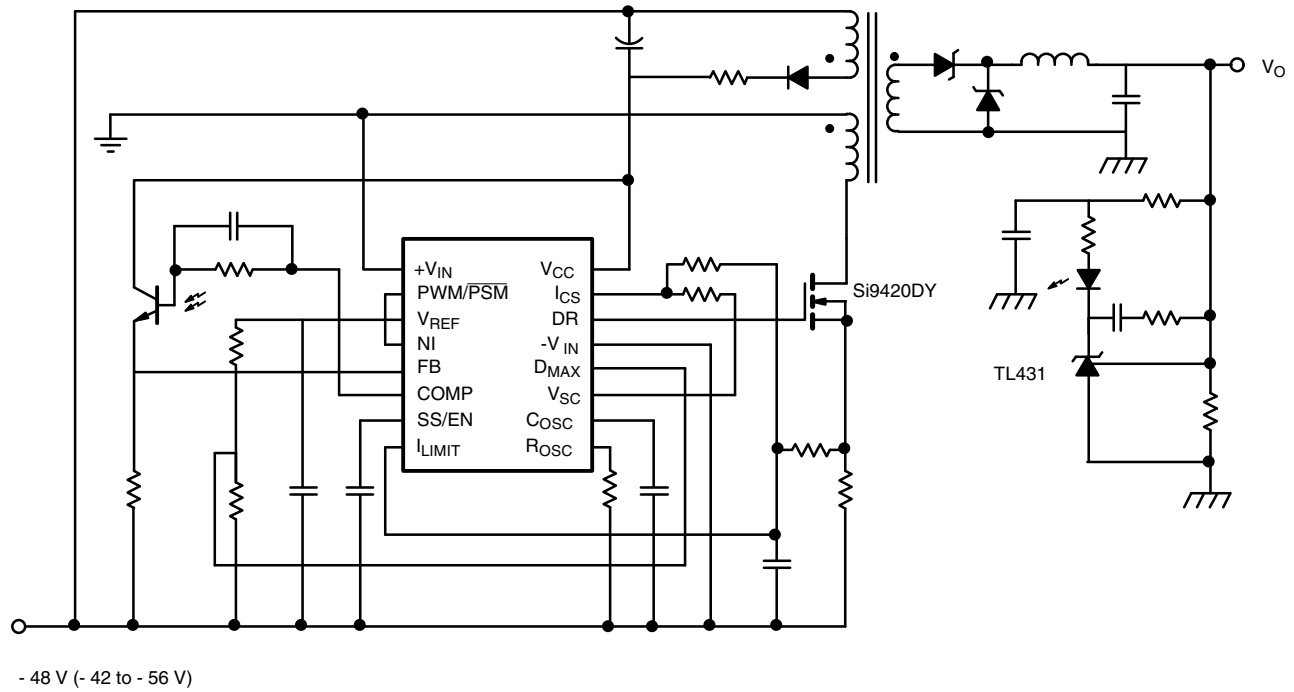 V_O
+V_IN
PWM/P̅S̅M̅
V_REF
NI
FB
COMP
SS/EN
I_LIMIT
V_CC
I_CS
DR
-V_IN
D_MAX
V_SC
C_OSC
R_OSC
Si9420DY
TL431
- 48 V (- 42 to - 56 V)